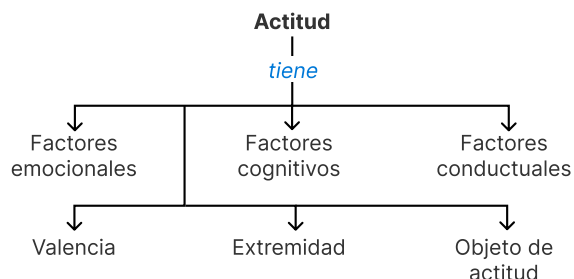 Actitud
tiene
Factores
emocionales
Factores
cognitivos
Factores
conductuales
Valencia
Extremidad
Objeto de
actitud